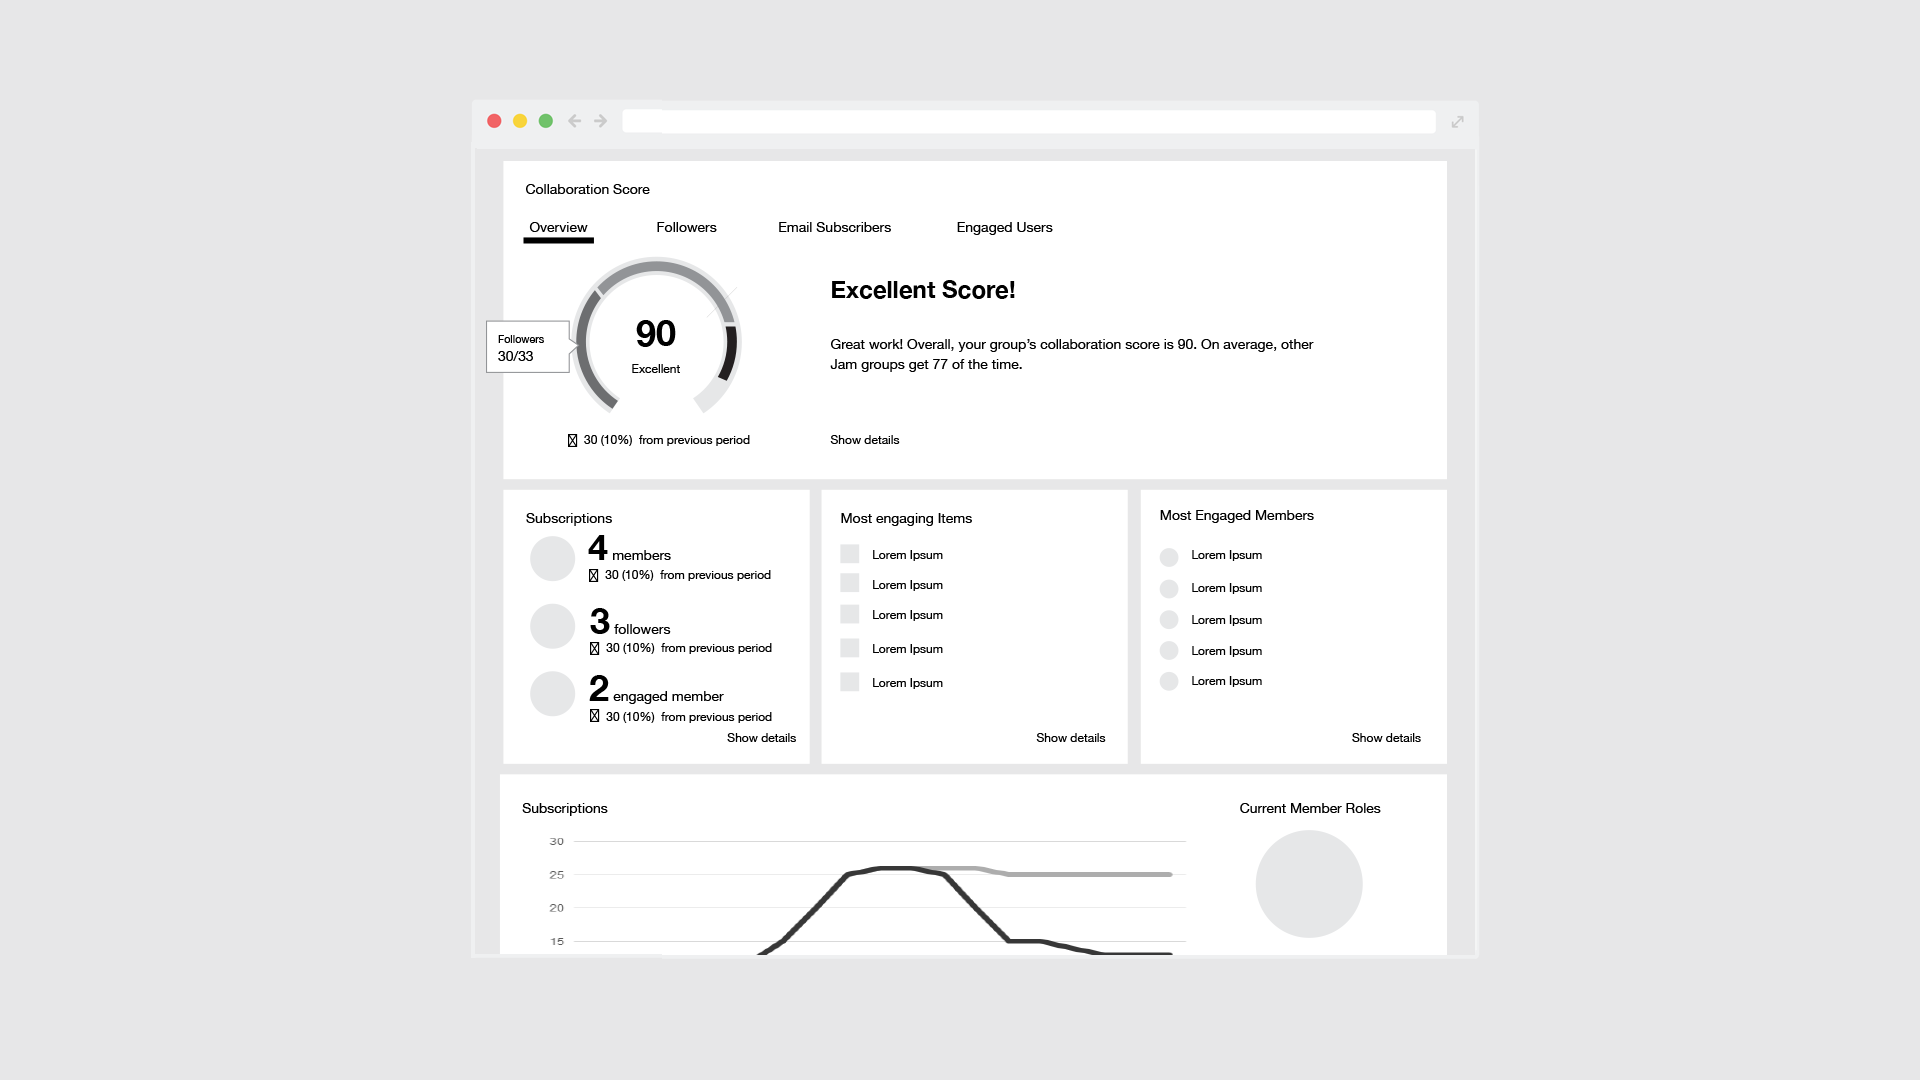 Collaboration Score
Overview Followers Email Subscribers Engaged Users
Followers
30/33
90
Excellent
30 (10%) from previous period
Excellent Score!
Great work! Overall, your group’s collaboration score is 90. On average, other
Jam groups get 77 of the time.
Show details
Subscriptions
4 members
30 (10%) from previous period
3 followers
30 (10%) from previous period
2 engaged member
30 (10%) from previous period
Show details
Most engaging Items
Lorem Ipsum
Lorem Ipsum
Lorem Ipsum
Lorem Ipsum
Lorem Ipsum
Show details
Most Engaged Members
Lorem Ipsum
Lorem Ipsum
Lorem Ipsum
Lorem Ipsum
Lorem Ipsum
Show details
Subscriptions
30
25
20
15
Current Member Roles